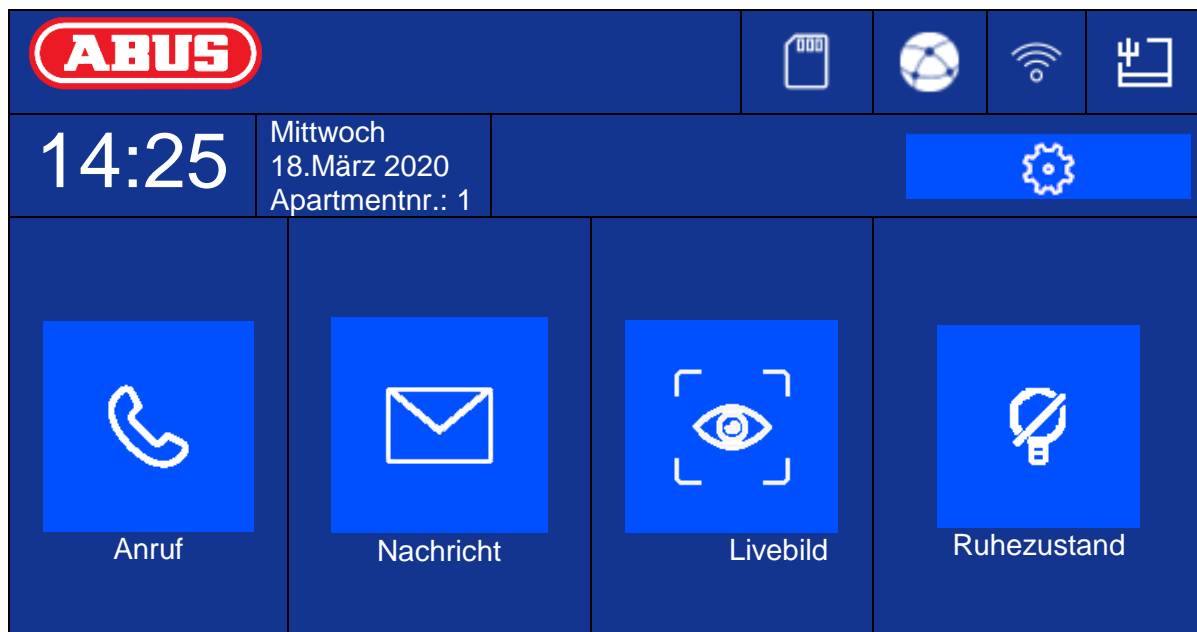 ABUS
14:25
Mittwoch
18.März 2020
Apartmentnr.: 1
Anruf
Nachricht
Livebild
Ruhezustand